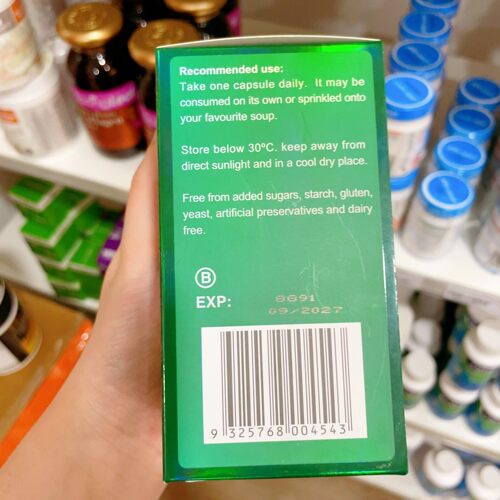 Recommended use:
Take one capsule daily. It may be
consumed on its own or sprinkled onto
your favourite soup.
Store below 30ºC. keep away from
direct sunlight and in a cool dry place.
Free from added sugars, starch, gluten,
yeast, artificial preservatives and dairy
free.
B
8891
EXP:
09/2027
9 325768 004543